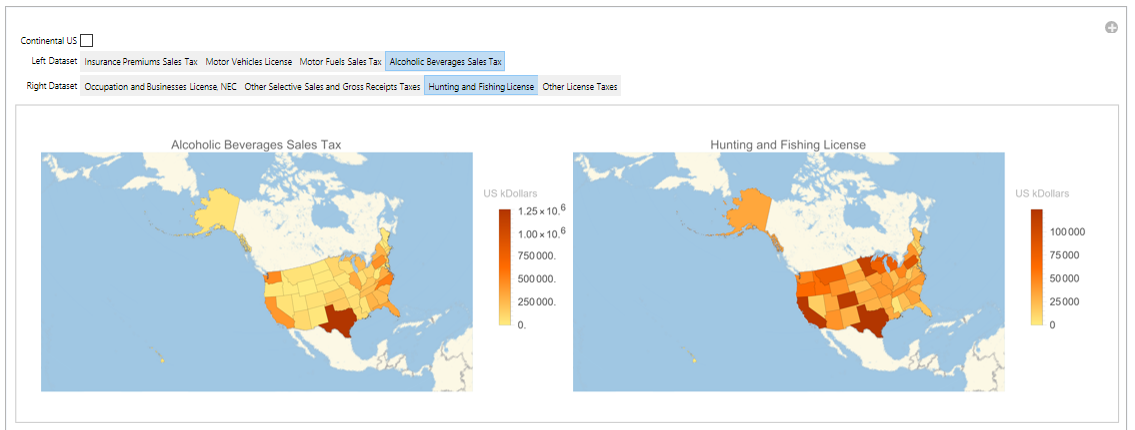 Continental US
Left Dataset Insurance Premiums Sales Tax Motor Vehicles License Motor Fuels Sales Tax Alcoholic Beverages Sales Tax
Right Dataset Occupation and Businesses License, NEC Other Selective Sales and Gross Receipts Taxes Hunting and Fishing License Other License Taxes
Alcoholic Beverages Sales Tax
US kDollars
1.25×10.⁶
1.00×10.⁶
750000.
500000.
250000.
0.
Hunting and Fishing License
US kDollars
100000
75000
50000
25000
0